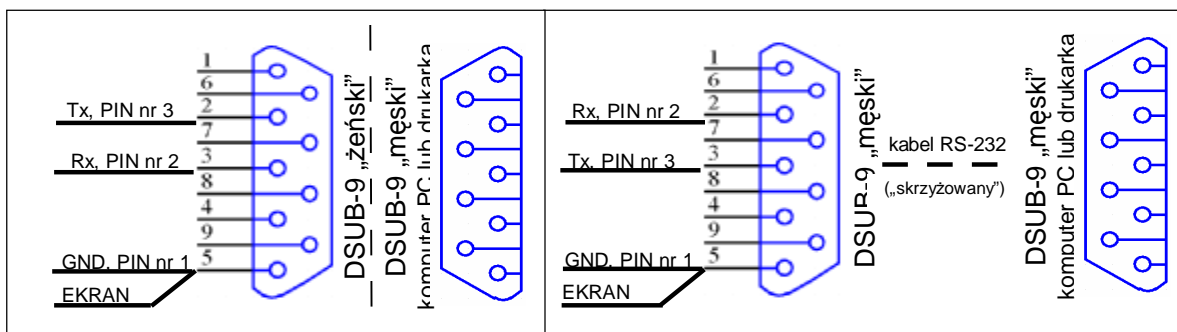 1
6
Tx, PIN nr 3
2
7
Rx, PIN nr 2
3
8
4
9
GND, PIN nr 1
5
EKRAN
DSUB-9 „żeński”
DSUB-9 „męski”
komputer PC lub drukarka
1
6
Rx, PIN nr 2
2
7
Tx, PIN nr 3
3
8
4
9
GND, PIN nr 1
5
EKRAN
DSUB-9 „męski”
kabel RS-232
(„skrzyżowany”)
DSUB-9 „męski”
komputer PC lub drukarka